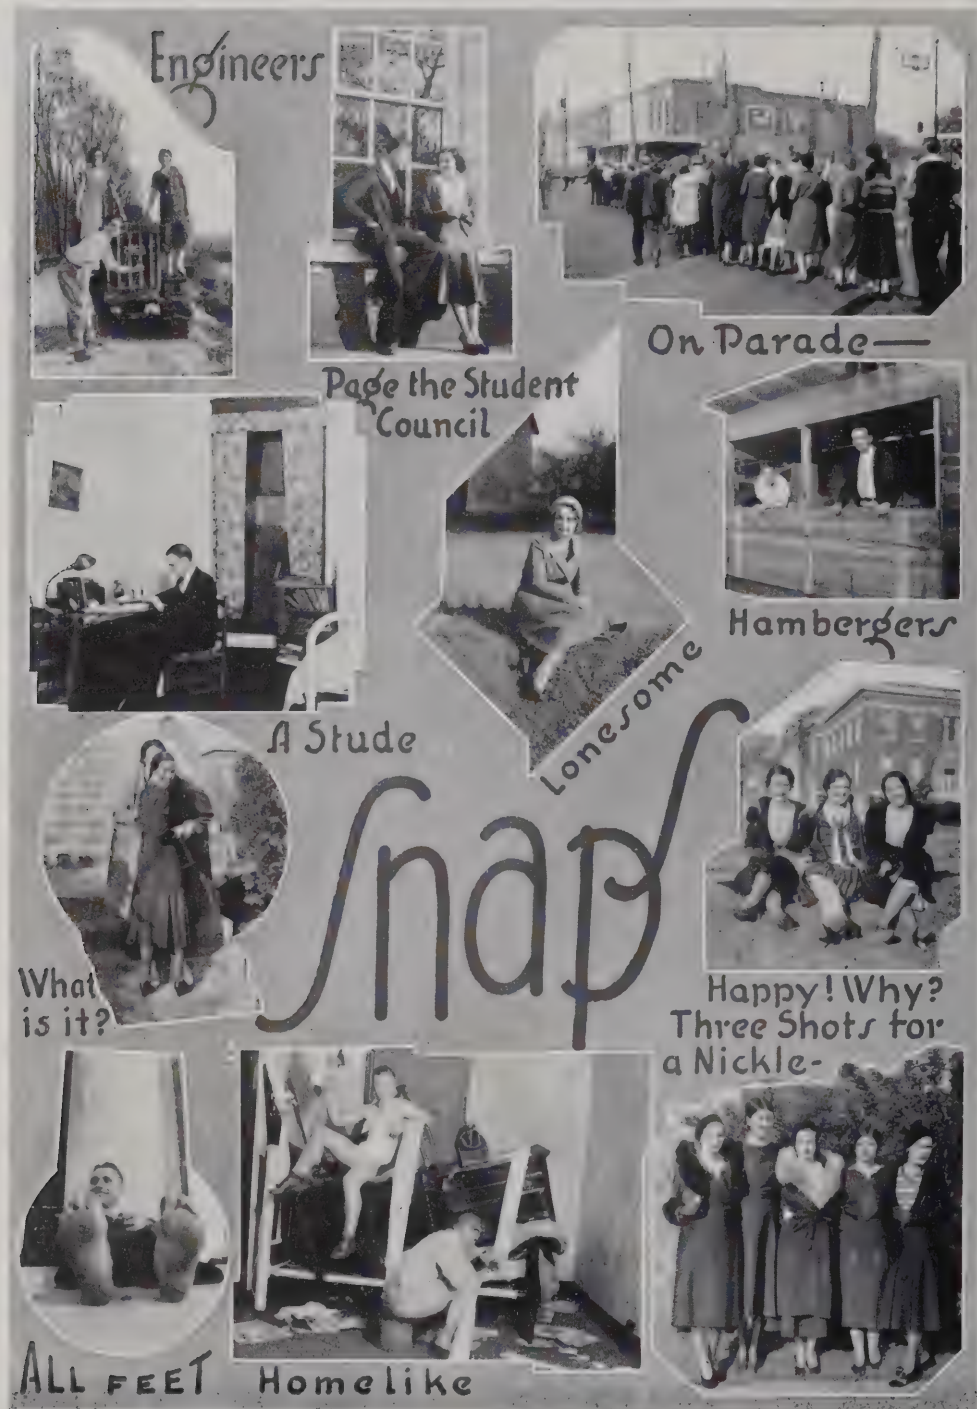 Engineers
On Parade—
Page the Student
Council
Hambergers
Lonesome
A Stude
Snaps
What
is it?
Happy! Why?
Three Shots for
a Nickle-
ALL FEET
Homelike